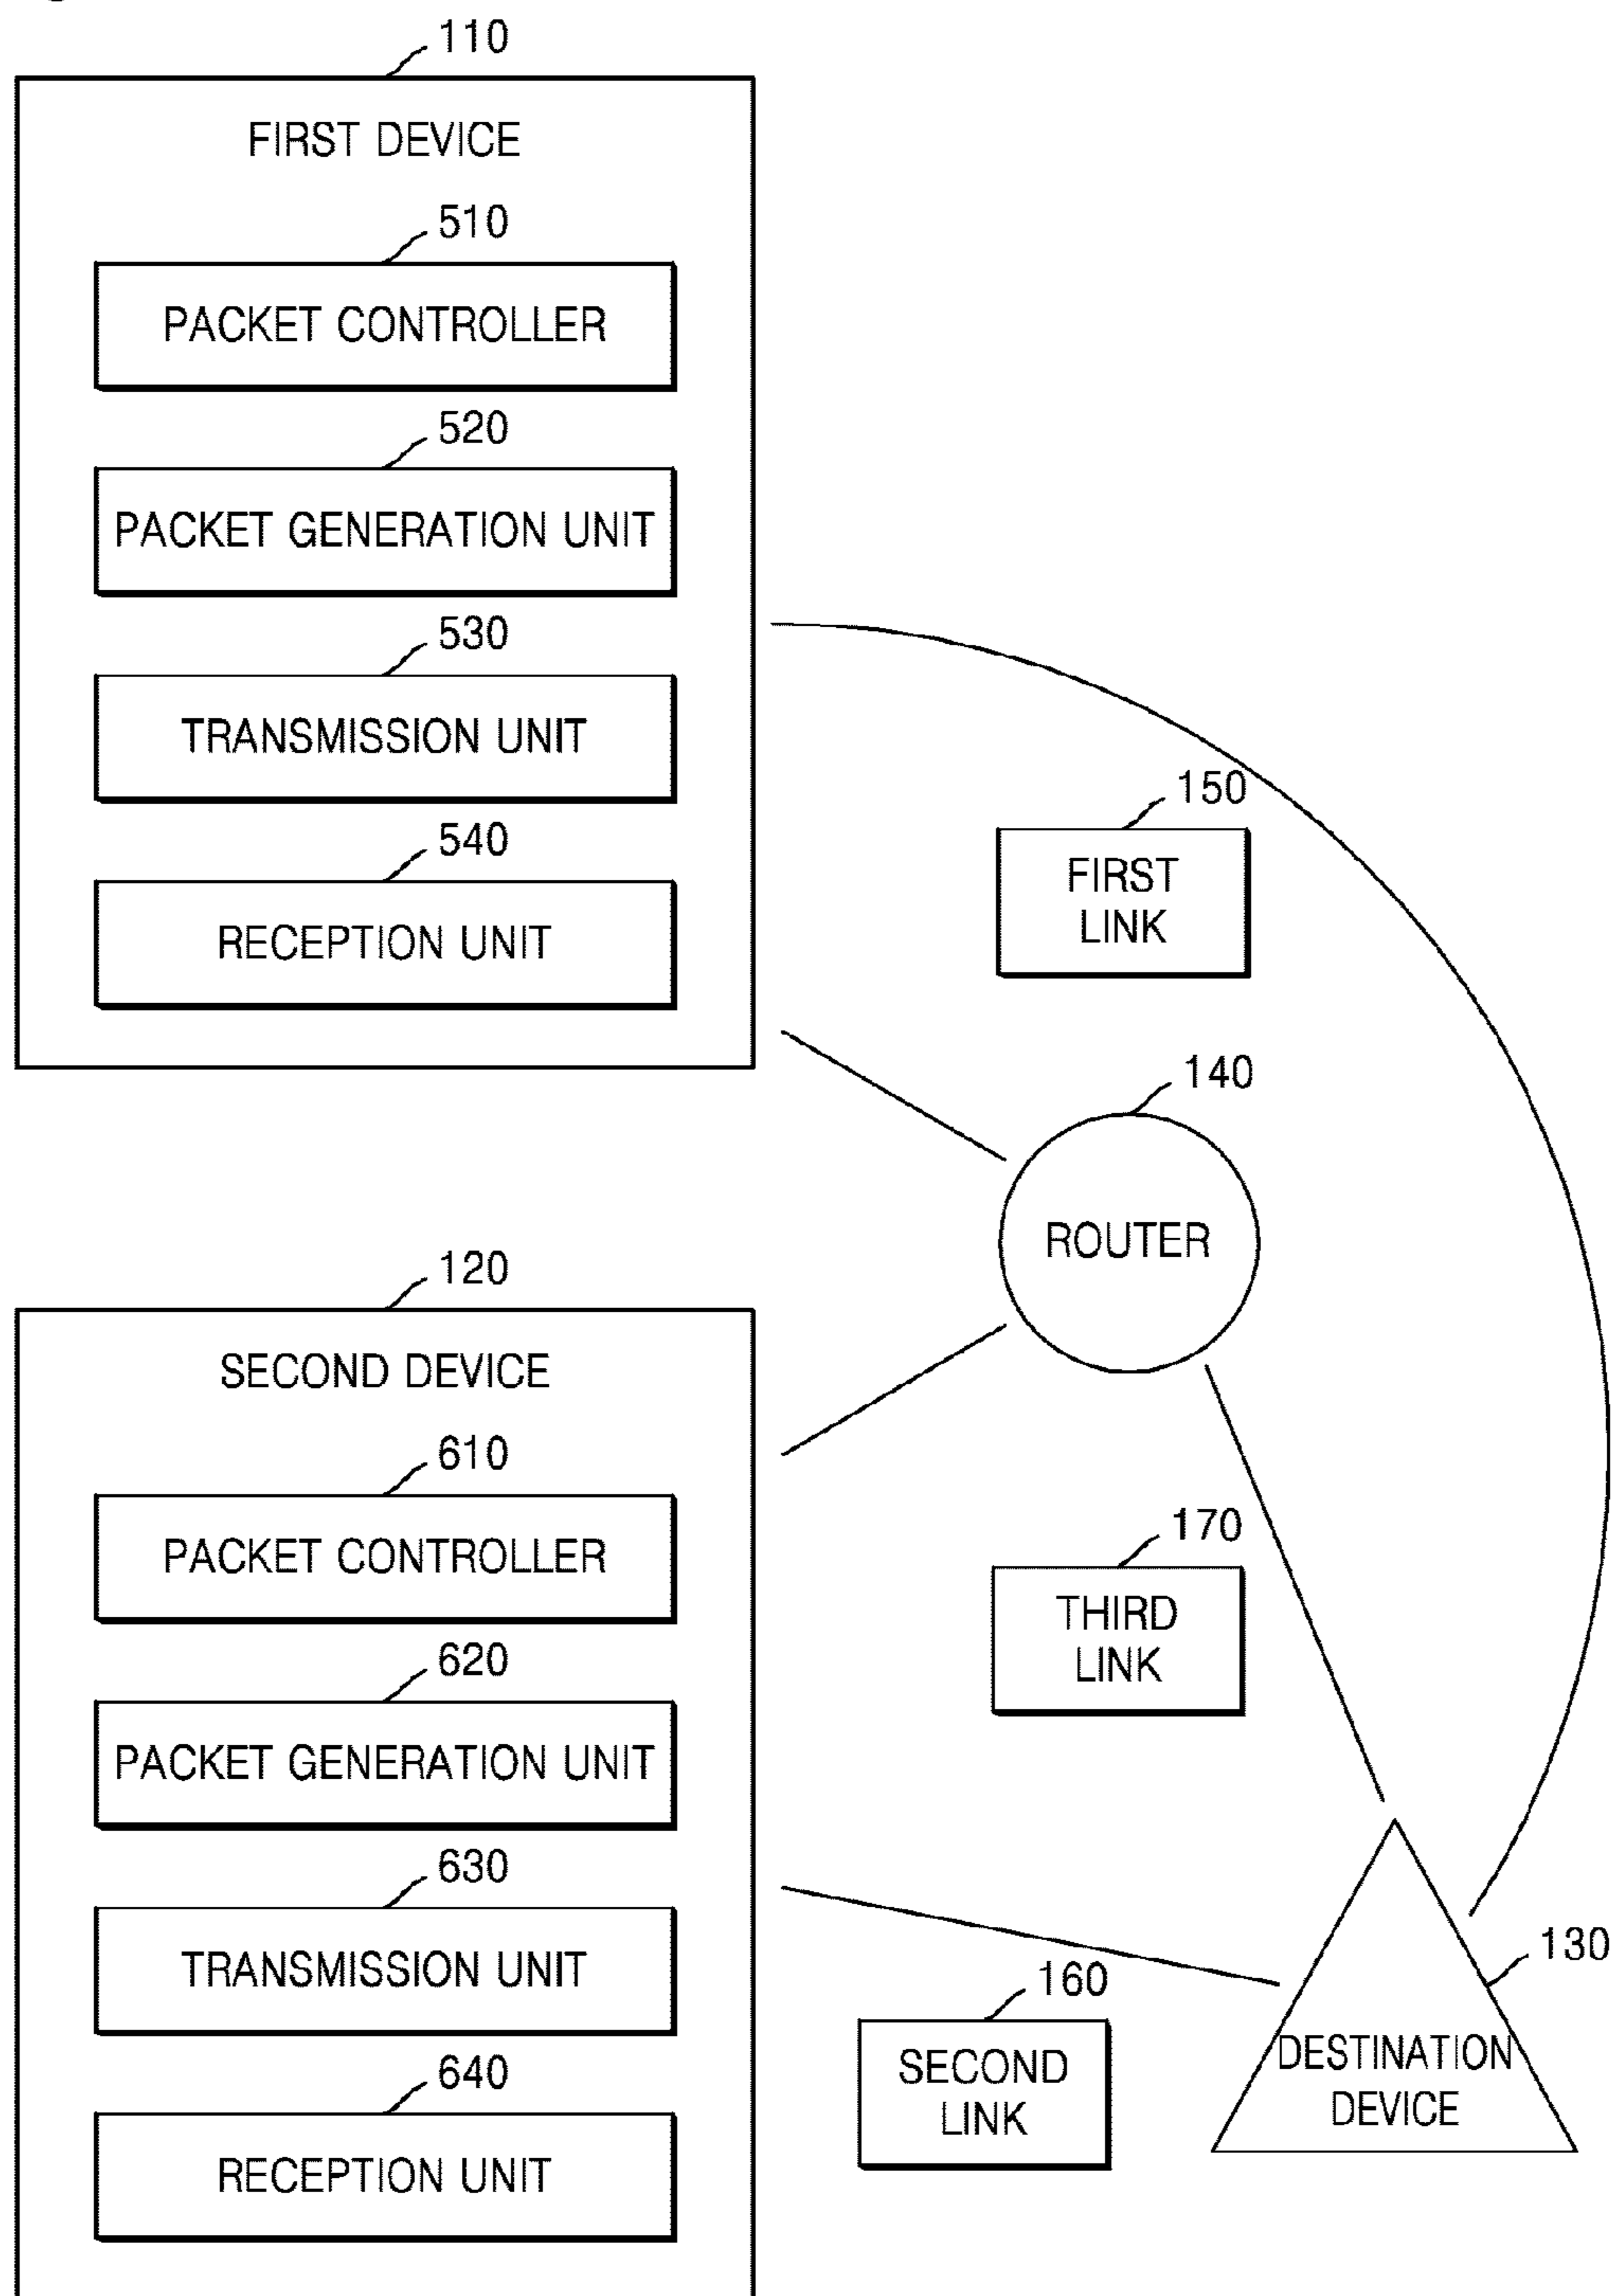 110
FIRST DEVICE
510
PACKET CONTROLLER
520
PACKET GENERATION UNIT
530
TRANSMISSION UNIT
540
RECEPTION UNIT
150
FIRST
LINK
140
ROUTER
120
SECOND DEVICE
610
PACKET CONTROLLER
620
PACKET GENERATION UNIT
630
TRANSMISSION UNIT
640
RECEPTION UNIT
170
THIRD
LINK
160
SECOND
LINK
130
DESTINATION
DEVICE